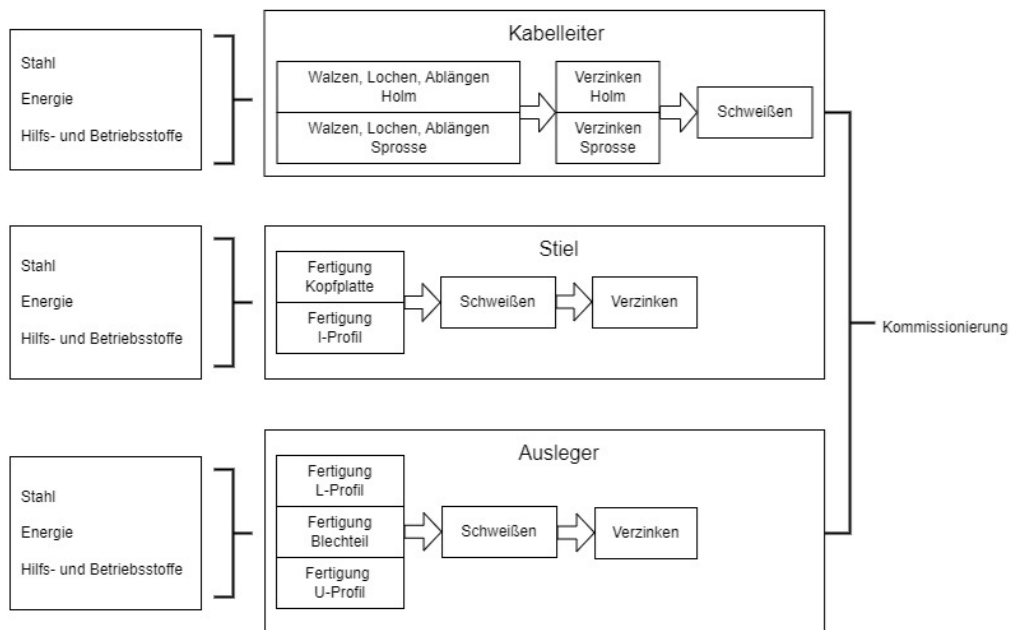 Kabelleiter
Stahl
Energie
Hilfs- und Betriebsstoffe
Walzen, Lochen, Ablängen
Holm
Walzen, Lochen, Ablängen
Sprosse
Verzinken
Holm
Verzinken
Sprosse
Schweißen
Stiel
Stahl
Energie
Hilfs- und Betriebsstoffe
Fertigung
Kopfplatte
Fertigung
I-Profil
Schweißen
Verzinken
Kommissionierung
Ausleger
Stahl
Energie
Hilfs- und Betriebsstoffe
Fertigung
L-Profil
Fertigung
Blechteil
Fertigung
U-Profil
Schweißen
Verzinken